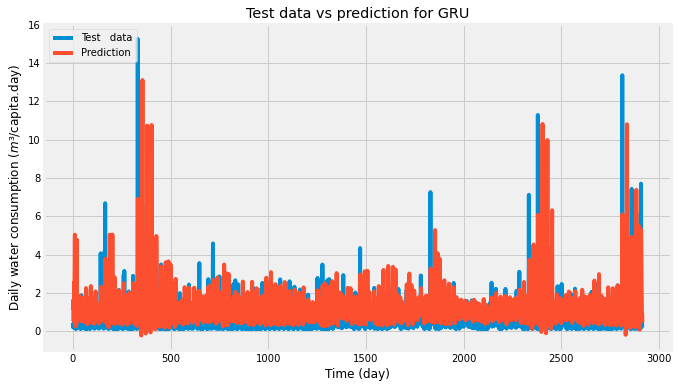 Test data vs prediction for GRU
Test data
Prediction
Daily water consumption (m³/capita.day)
16
14
12
10
8
6
4
2
0
0 500 1000 1500 2000 2500 3000
Time (day)